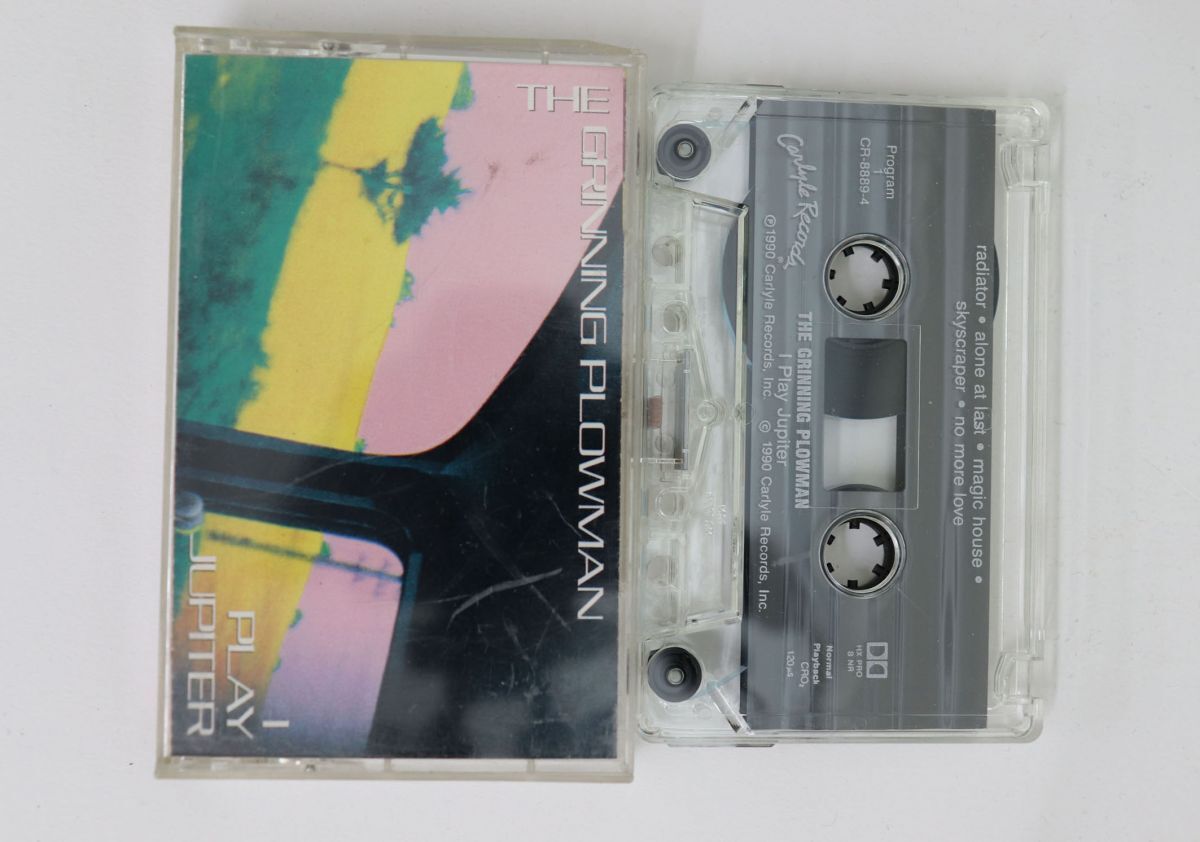 THE GRINNING PLOWMAN
I
PLAY
JUPITER
radiator • alone at last • magic house •
skyscraper • no more love
Program
1
CR-8889-4
HX PRO
B NR
Normal
Playback
CRO₂
120 µs
THE GRINNING PLOWMAN
I Play Jupiter
Carlyle Records®
℗1990 Carlyle Records, Inc. © 1990 Carlyle Records, Inc.